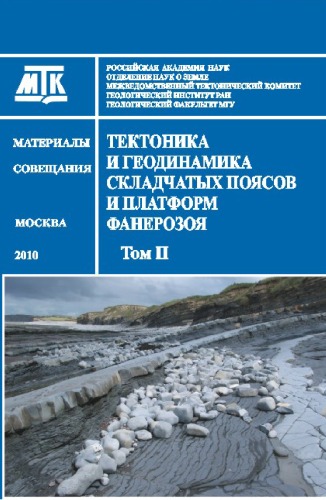 МТК
РОССИЙСКАЯ АКАДЕМИЯ НАУК
ОТДЕЛЕНИЕ НАУК О ЗЕМЛЕ
МЕЖВЕДОМСТВЕННЫЙ ТЕКТОНИЧЕСКИЙ КОМИТЕТ
ГЕОЛОГИЧЕСКИЙ ИНСТИТУТ РАН
ГЕОЛОГИЧЕСКИЙ ФАКУЛЬТЕТ МГУ
МАТЕРИАЛЫ
СОВЕЩАНИЯ
МОСКВА
2010
ТЕКТОНИКА
И ГЕОДИНАМИКА
СКЛАДЧАТЫХ ПОЯСОВ
И ПЛАТФОРМ
ФАНЕРОЗОЯ
Том II